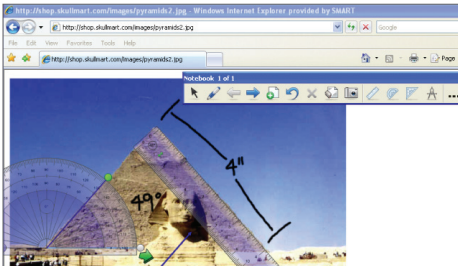 http://shop.skullmart.com/images/pyramids2.jpg - Windows Internet Explorer provided by SMART
http://shop.skullmart.com/images/pyramids2.jpg
Google
File Edit View Favorites Tools Help
http://shop.skullmart.com/images/pyramids2.jpg
Page
Notebook 1 of 1
4"
49°